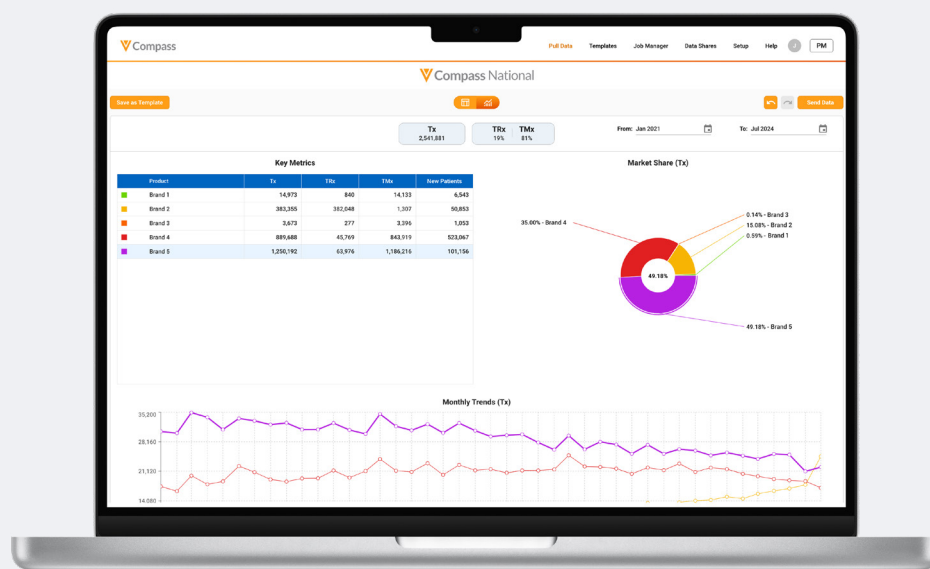 Compass
Pull Data Templates Job Manager Data Shares Setup Help J PM
Compass National
Save as Template
Send Data
Tx
2,541,881
TRx TMx
19% 81%
From: Jan 2021
To: Jul 2024
Key Metrics
Product Tx TRx TMx New Patients
Brand 1 14,973 840 14,133 6,543
Brand 2 383,355 382,048 1,307 50,853
Brand 3 3,673 277 3,396 1,053
Brand 4 889,688 45,769 843,919 523,067
Brand 5 1,250,192 63,976 1,186,216 101,156
Market Share (Tx)
0.14% - Brand 3
35.00% - Brand 4
15.08% - Brand 2
0.59% - Brand 1
49.18%
49.18% - Brand 5
Monthly Trends (Tx)
35,200
28,160
21,120
14,080